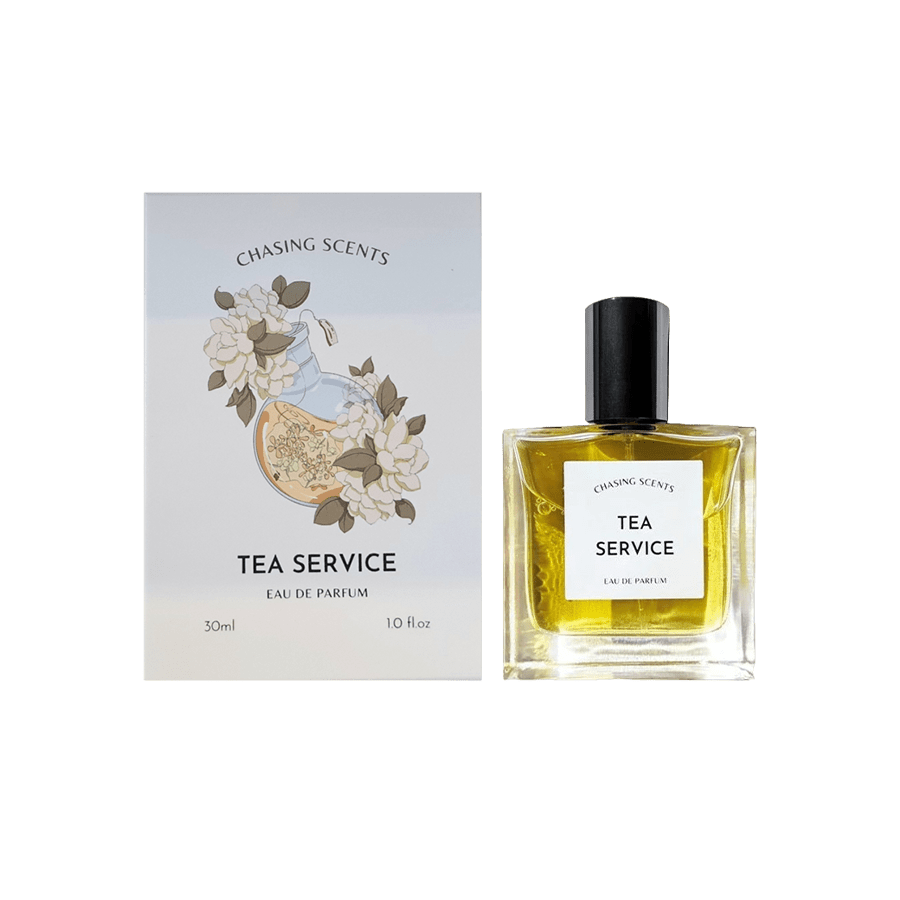 CHASING SCENTS
TEA SERVICE
EAU DE PARFUM
30ml 1.0 fl.oz
CHASING SCENTS
TEA
SERVICE
EAU DE PARFUM